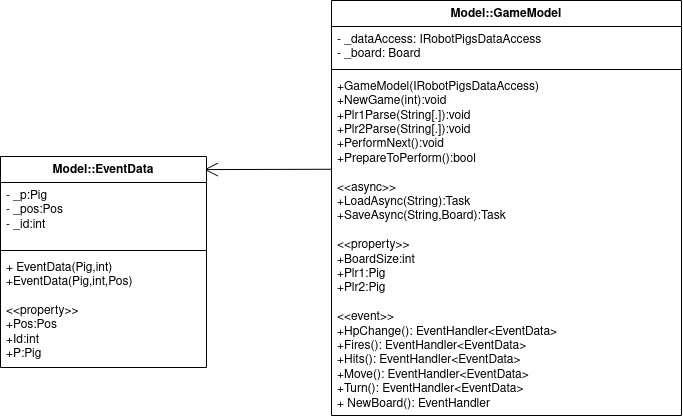 Model::GameModel
- _dataAccess: IRobotPigsDataAccess
- _board: Board
+GameModel(IRobotPigsDataAccess)
+NewGame(int):void
+Plr1Parse(String[.]):void
+Plr2Parse(String[.]):void
+PerformNext():void
+PrepareToPerform():bool
<<async>>
+LoadAsync(String):Task
+SaveAsync(String,Board):Task
<<property>>
+BoardSize:int
+Plr1:Pig
+Plr2:Pig
<<event>>
+HpChange(): EventHandler<EventData>
+Fires(): EventHandler<EventData>
+Hits(): EventHandler<EventData>
+Move(): EventHandler<EventData>
+Turn(): EventHandler<EventData>
+ NewBoard(): EventHandler
Model::EventData
- _p:Pig
- _pos:Pos
- _id:int
+ EventData(Pig,int)
+EventData(Pig,int,Pos)
<<property>>
+Pos:Pos
+Id:int
+P:Pig